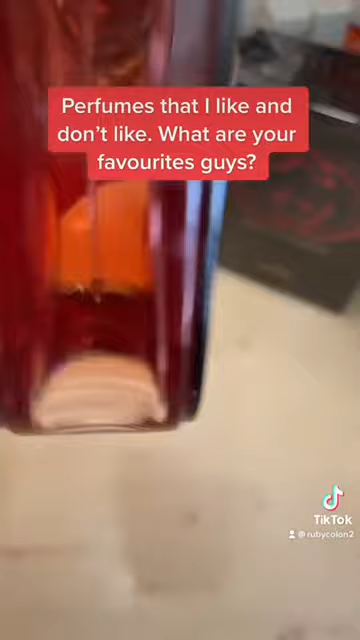 Perfumes that I like and
don't like. What are your
favourites guys?
TikTok
@rubycolon2